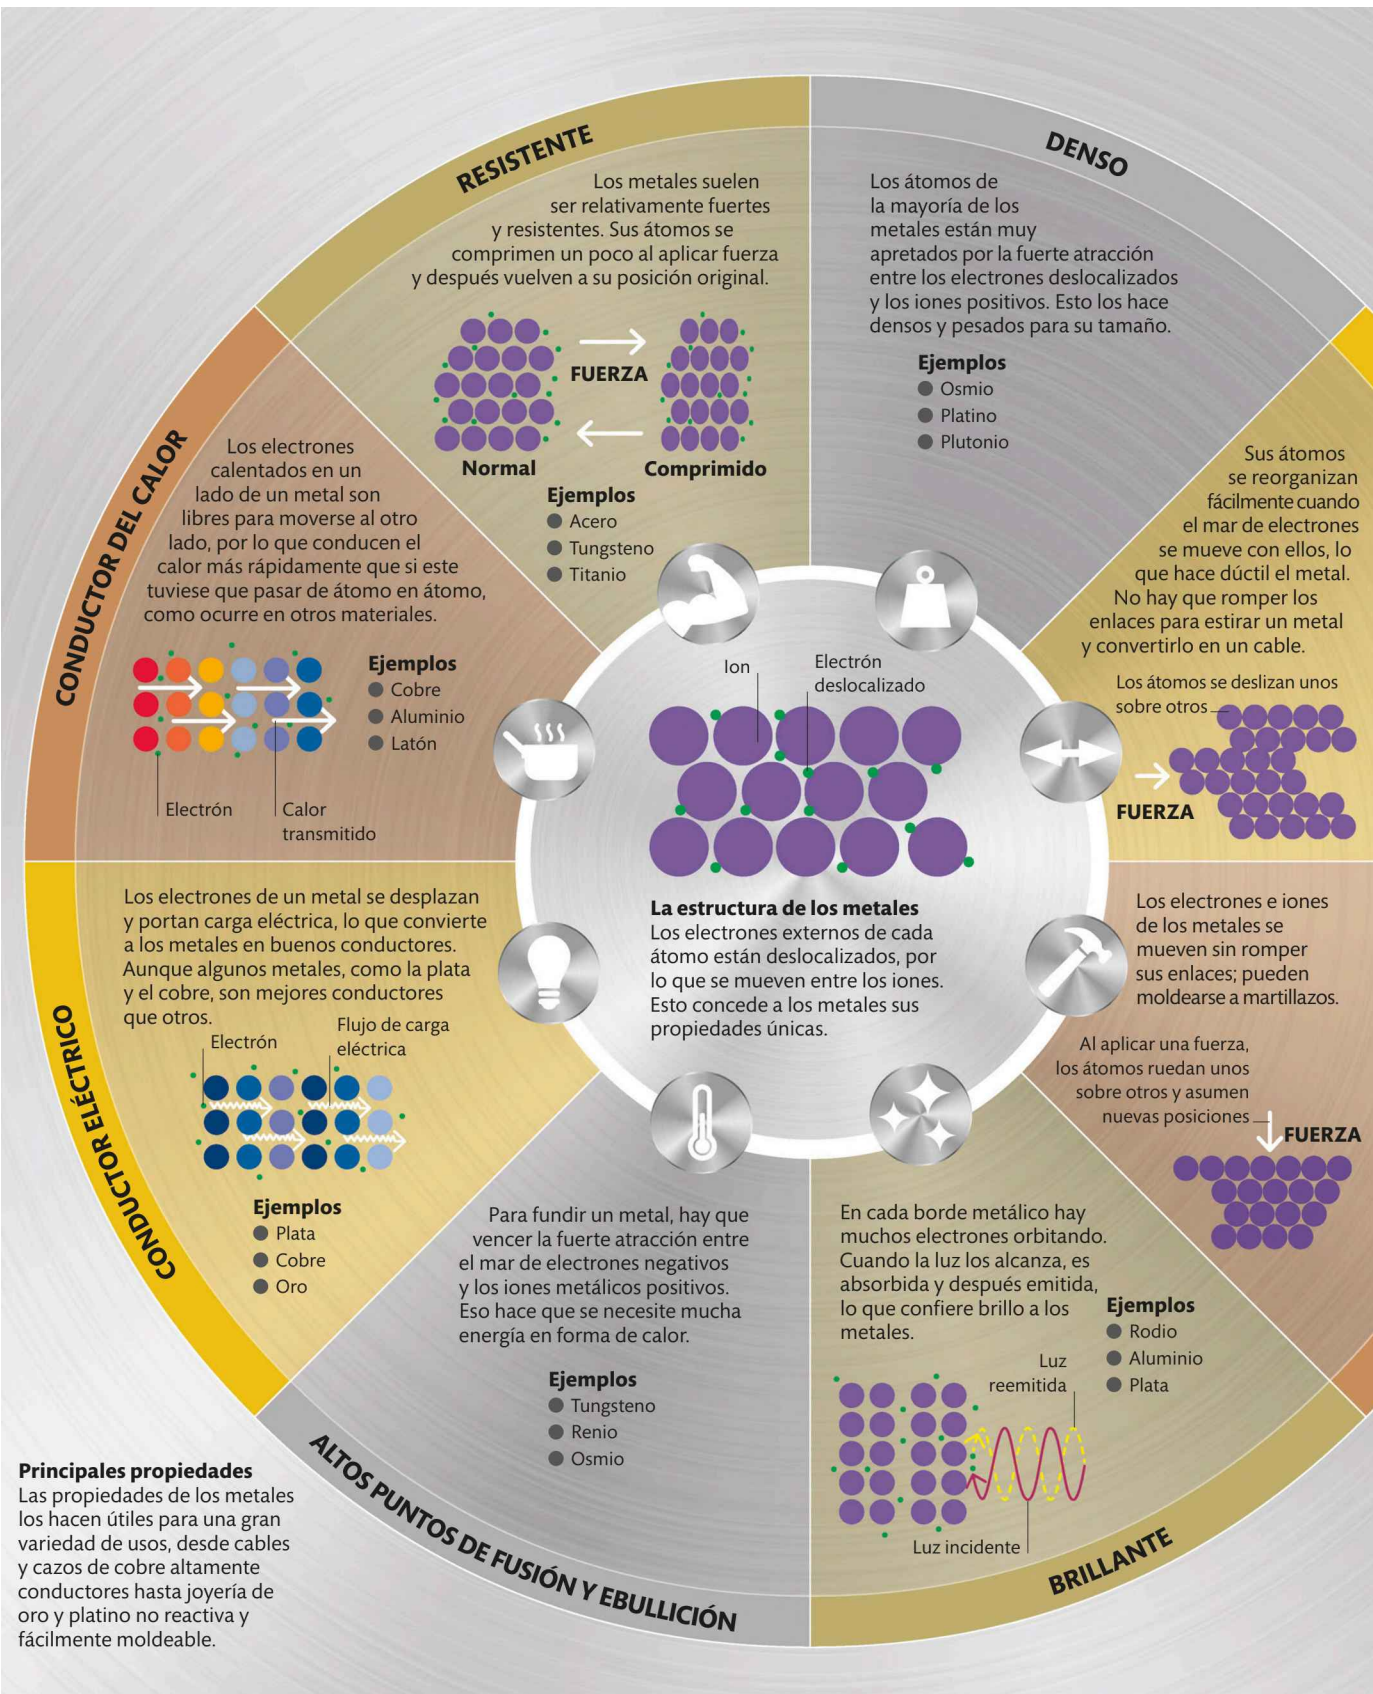 RESISTENTE
Los metales suelen
ser relativamente fuertes
y resistentes. Sus átomos se
comprimen un poco al aplicar fuerza
y después vuelven a su posición original.
FUERZA
Normal
Comprimido
Ejemplos
Acero
Tungsteno
Titanio
DENSO
Los átomos de
la mayoría de los
metales están muy
apretados por la fuerte atracción
entre los electrones deslocalizados
y los iones positivos. Esto los hace
densos y pesados para su tamaño.
Ejemplos
Osmio
Platino
Plutonio
Sus átomos
se reorganizan
fácilmente cuando
el mar de electrones
se mueve con ellos, lo
que hace dúctil el metal.
No hay que romper los
enlaces para estirar un metal
y convertirlo en un cable.
Los átomos se deslizan unos
sobre otros
FUERZA
CONDUCTOR DEL CALOR
Los electrones
calentados en un
lado de un metal son
libres para moverse al otro
lado, por lo que conducen el
calor más rápidamente que si este
tuviese que pasar de átomo en átomo,
como ocurre en otros materiales.
Ejemplos
Cobre
Aluminio
Latón
Electrón
Calor
transmitido
Ion
Electrón
deslocalizado
La estructura de los metales
Los electrones externos de cada
átomo están deslocalizados, por
lo que se mueven entre los iones.
Esto concede a los metales sus
propiedades únicas.
Los electrones e iones
de los metales se
mueven sin romper
sus enlaces; pueden
moldearse a martillazos.
Al aplicar una fuerza,
los átomos ruedan unos
sobre otros y asumen
nuevas posiciones
FUERZA
CONDUCTOR ELÉCTRICO
Los electrones de un metal se desplazan
y portan carga eléctrica, lo que convierte
a los metales en buenos conductores.
Aunque algunos metales, como la plata
y el cobre, son mejores conductores
que otros.
Electrón
Flujo de carga
eléctrica
Ejemplos
Plata
Cobre
Oro
Para fundir un metal, hay que
vencer la fuerte atracción entre
el mar de electrones negativos
y los iones metálicos positivos.
Eso hace que se necesite mucha
energía en forma de calor.
Ejemplos
Tungsteno
Renio
Osmio
ALTOS PUNTOS DE FUSIÓN Y EBULLICIÓN
En cada borde metálico hay
muchos electrones orbitando.
Cuando la luz los alcanza, es
absorbida y después emitida,
lo que confiere brillo a los
metales.
Ejemplos
Rodio
Aluminio
Plata
Luz
reemitida
Luz incidente
BRILLANTE
Principales propiedades
Las propiedades de los metales
los hacen útiles para una gran
variedad de usos, desde cables
y cazos de cobre altamente
conductores hasta joyería de
oro y platino no reactiva y
fácilmente moldeable.